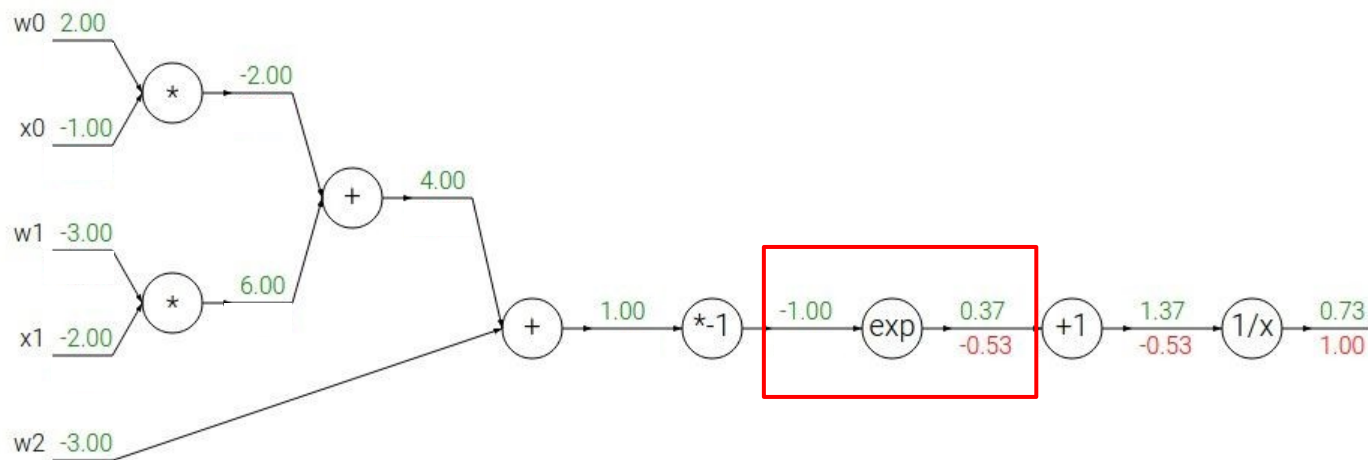 w0 2.00
* -2.00
x0 -1.00
+ 4.00
w1 -3.00
* 6.00
x1 -2.00
+ 1.00 *-1 -1.00 exp 0.37 +1 1.37 1/x 0.73
-0.53 -0.53 1.00
w2 -3.00